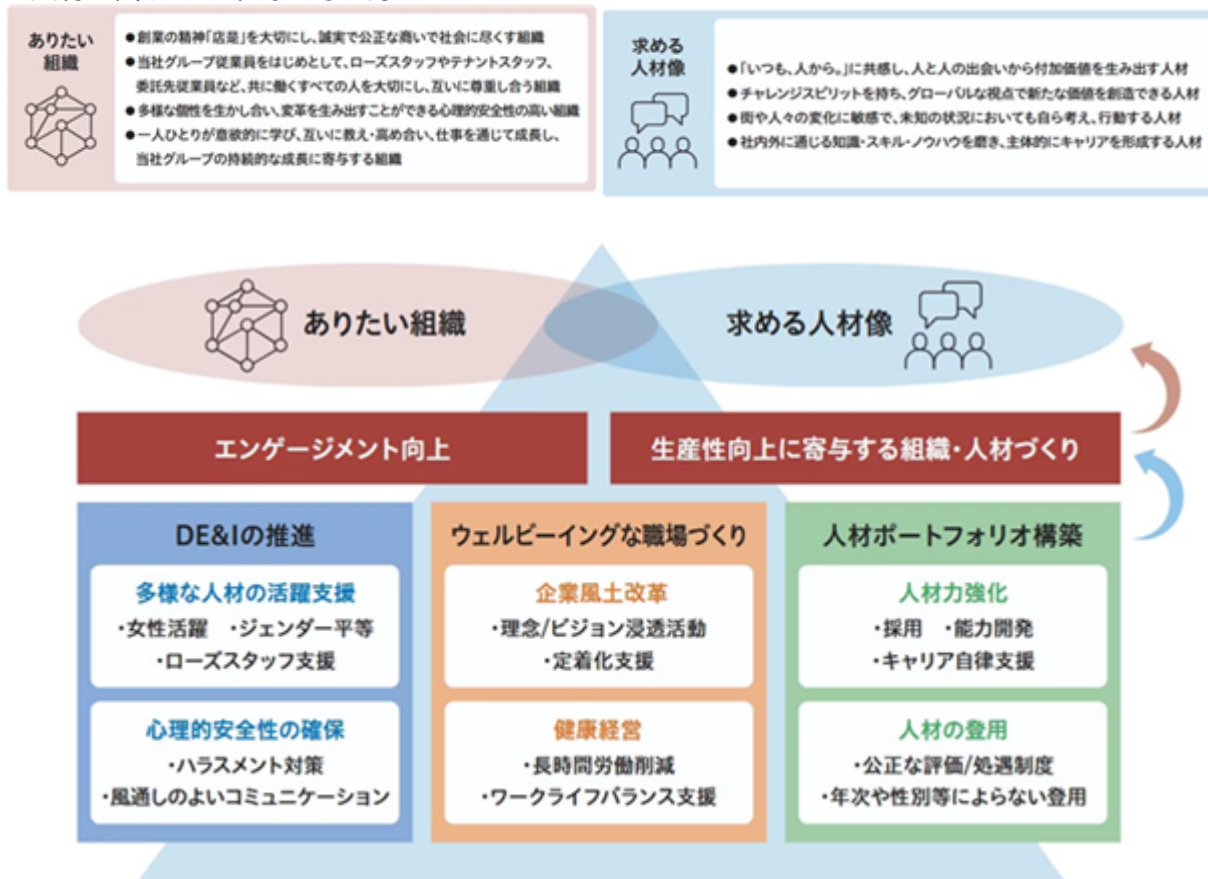 ありたい
組織
●創業の精神「店是」を大切にし、誠実で公正な商いで社会に尽くす組織
●当社グループ従業員をはじめとして、ローズスタッフやテナントスタッフ、
委託先従業員など、共に働くすべての人を大切にし、互いに尊重し合う組織
●多様な個性を生かし合い、変革を生み出すことができる心理的安全性の高い組織
●一人ひとりが意欲的に学び、互いに教え・高め合い、仕事を通じて成長し、
当社グループの持続的な成長に寄与する組織
求める
人材像
●「いつも、人から。」に共感し、人と人の出会いから付加価値を生み出す人材
●チャレンジスピリットを持ち、グローバルな視点で新たな価値を創造できる人材
●街や人々の変化に敏感で、未知の状況においても自ら考え、行動する人材
●社内外に通じる知識・スキル・ノウハウを磨き、主体的にキャリアを形成する人材
ありたい組織
求める人材像
エンゲージメント向上
生産性向上に寄与する組織・人材づくり
DE&Iの推進
多様な人材の活躍支援
・女性活躍 ・ジェンダー平等
・ローズスタッフ支援
心理的安全性の確保
・ハラスメント対策
・風通しのよいコミュニケーション
ウェルビーイングな職場づくり
企業風土改革
・理念/ビジョン浸透活動
・定着化支援
健康経営
・長時間労働削減
・ワークライフバランス支援
人材ポートフォリオ構築
人材力強化
・採用 ・能力開発
・キャリア自律支援
人材の登用
・公正な評価/処遇制度
・年次や性別等によらない登用